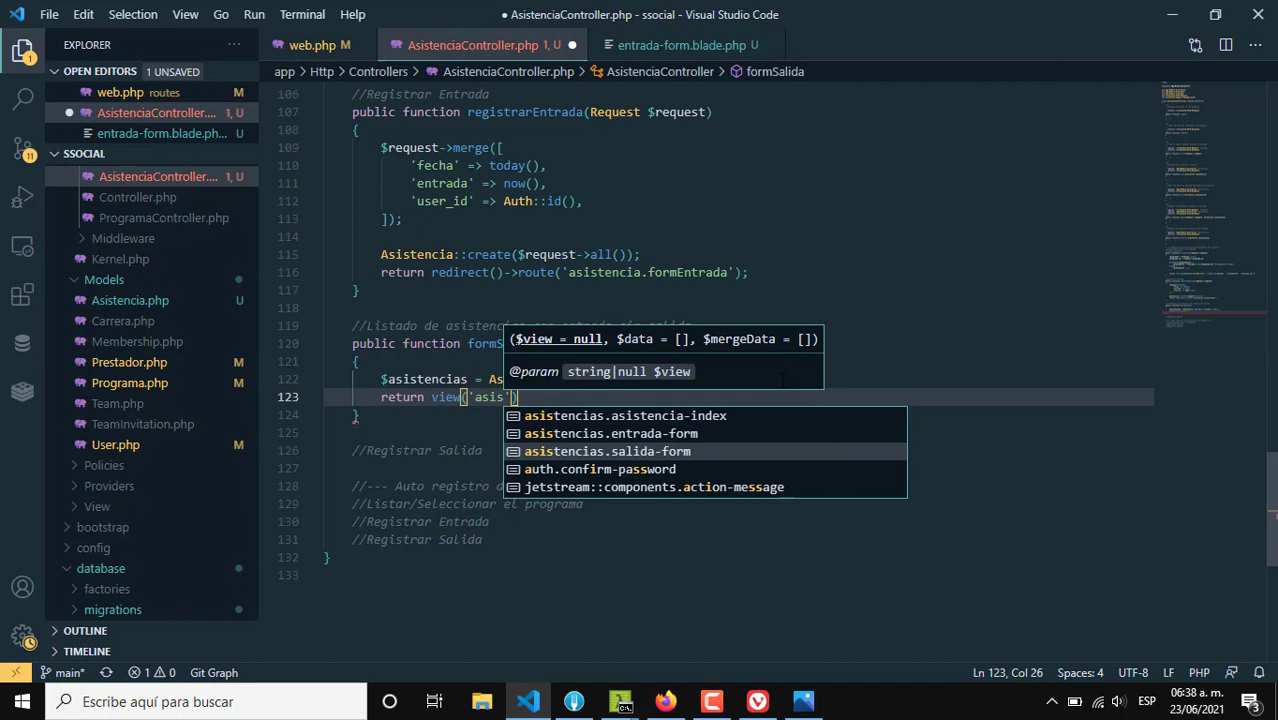 File Edit Selection View Go Run Terminal Help
● AsistenciaController.php - ssocial - Visual Studio Code
EXPLORER
web.php M
AsistenciaController.php 1, U
entrada-form.blade.php U
OPEN EDITORS 1 UNSAVED
app > Http > Controllers > AsistenciaController.php > AsistenciaController > formSalida
web.php routes M
AsistenciaController.... 1, U
entrada-form.blade.ph... U
SSOCIAL
AsistenciaController.... 1, U
Controller.php
ProgramaController.php
Middleware
Kernel.php
Models
Asistencia.php U
Carrera.php
Membership.php
Prestador.php M
Programa.php M
Team.php
TeamInvitation.php
User.php M
Policies
Providers
View
bootstrap
config
database
factories
migrations
OUTLINE
TIMELINE
106 //Registrar Entrada
107 public function registrarEntrada(Request $request)
108 {
109 $request->merge([
110 'fecha' => today(),
111 'entrada' => now(),
112 'user_id' => Auth::id(),
113 ]);
114
115 Asistencia::create($request->all());
116 return redirect()->route('asistencia.formEntrada');
117 }
118
119 //Listado de asistencias con entrada sin salida
120 public function formS
($view = null, $data = [], $mergeData = [])
@param string|null $view
121 {
122 $asistencias = As
123 return view('asis')
asistencias.asistencia-index
asistencias.entrada-form
asistencias.salida-form
auth.confirm-password
jetstream::components.action-message
124 }
125
126 //Registrar Salida
127
128 //--- Auto registro d
129 //Listar/Seleccionar el programa
130 //Registrar Entrada
131 //Registrar Salida
132 }
133
1
11
main* 1 0 Git Graph
Ln 123, Col 26 Spaces: 4 UTF-8 LF PHP
Escribe aquí para buscar
ESP
06:38 a. m.
23/06/2021
3